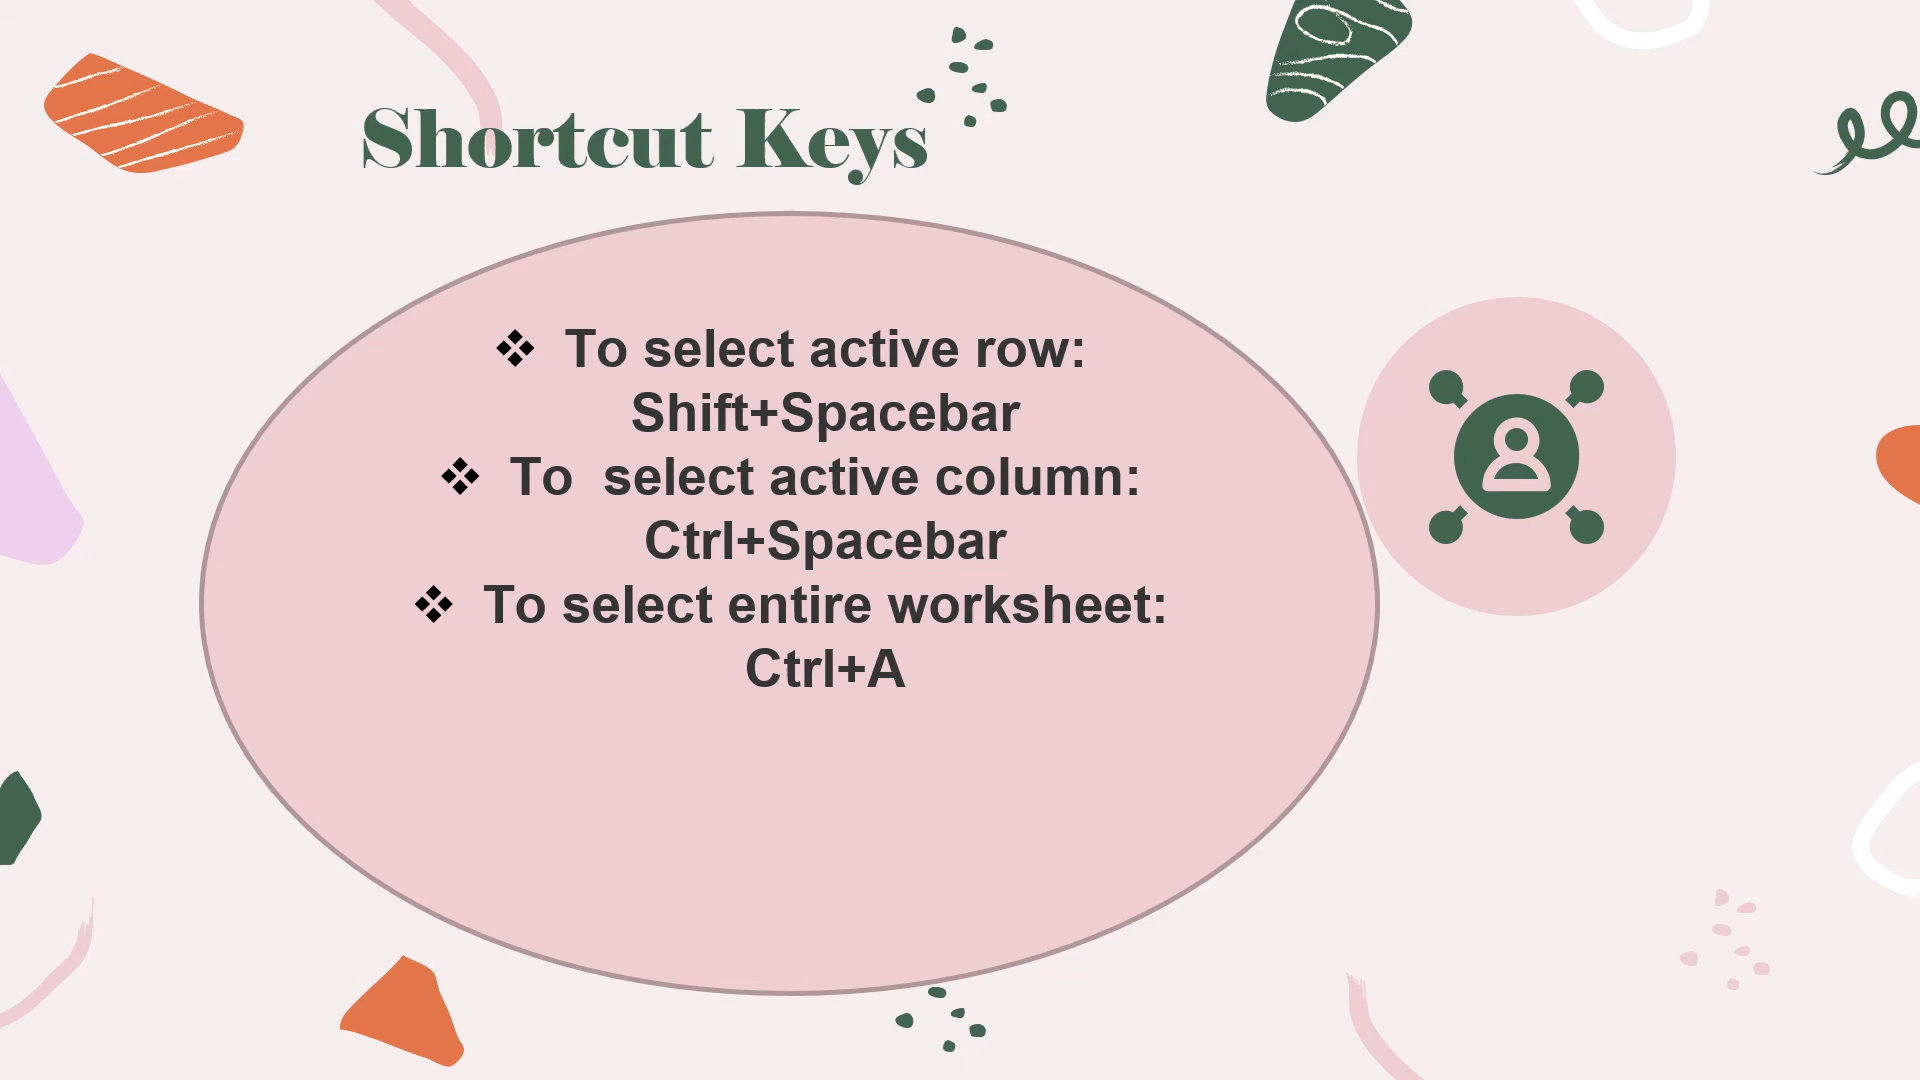 Shortcut Keys
❖ To select active row:
Shift+Spacebar
❖ To  select active column:
Ctrl+Spacebar
❖ To select entire worksheet:
Ctrl+A